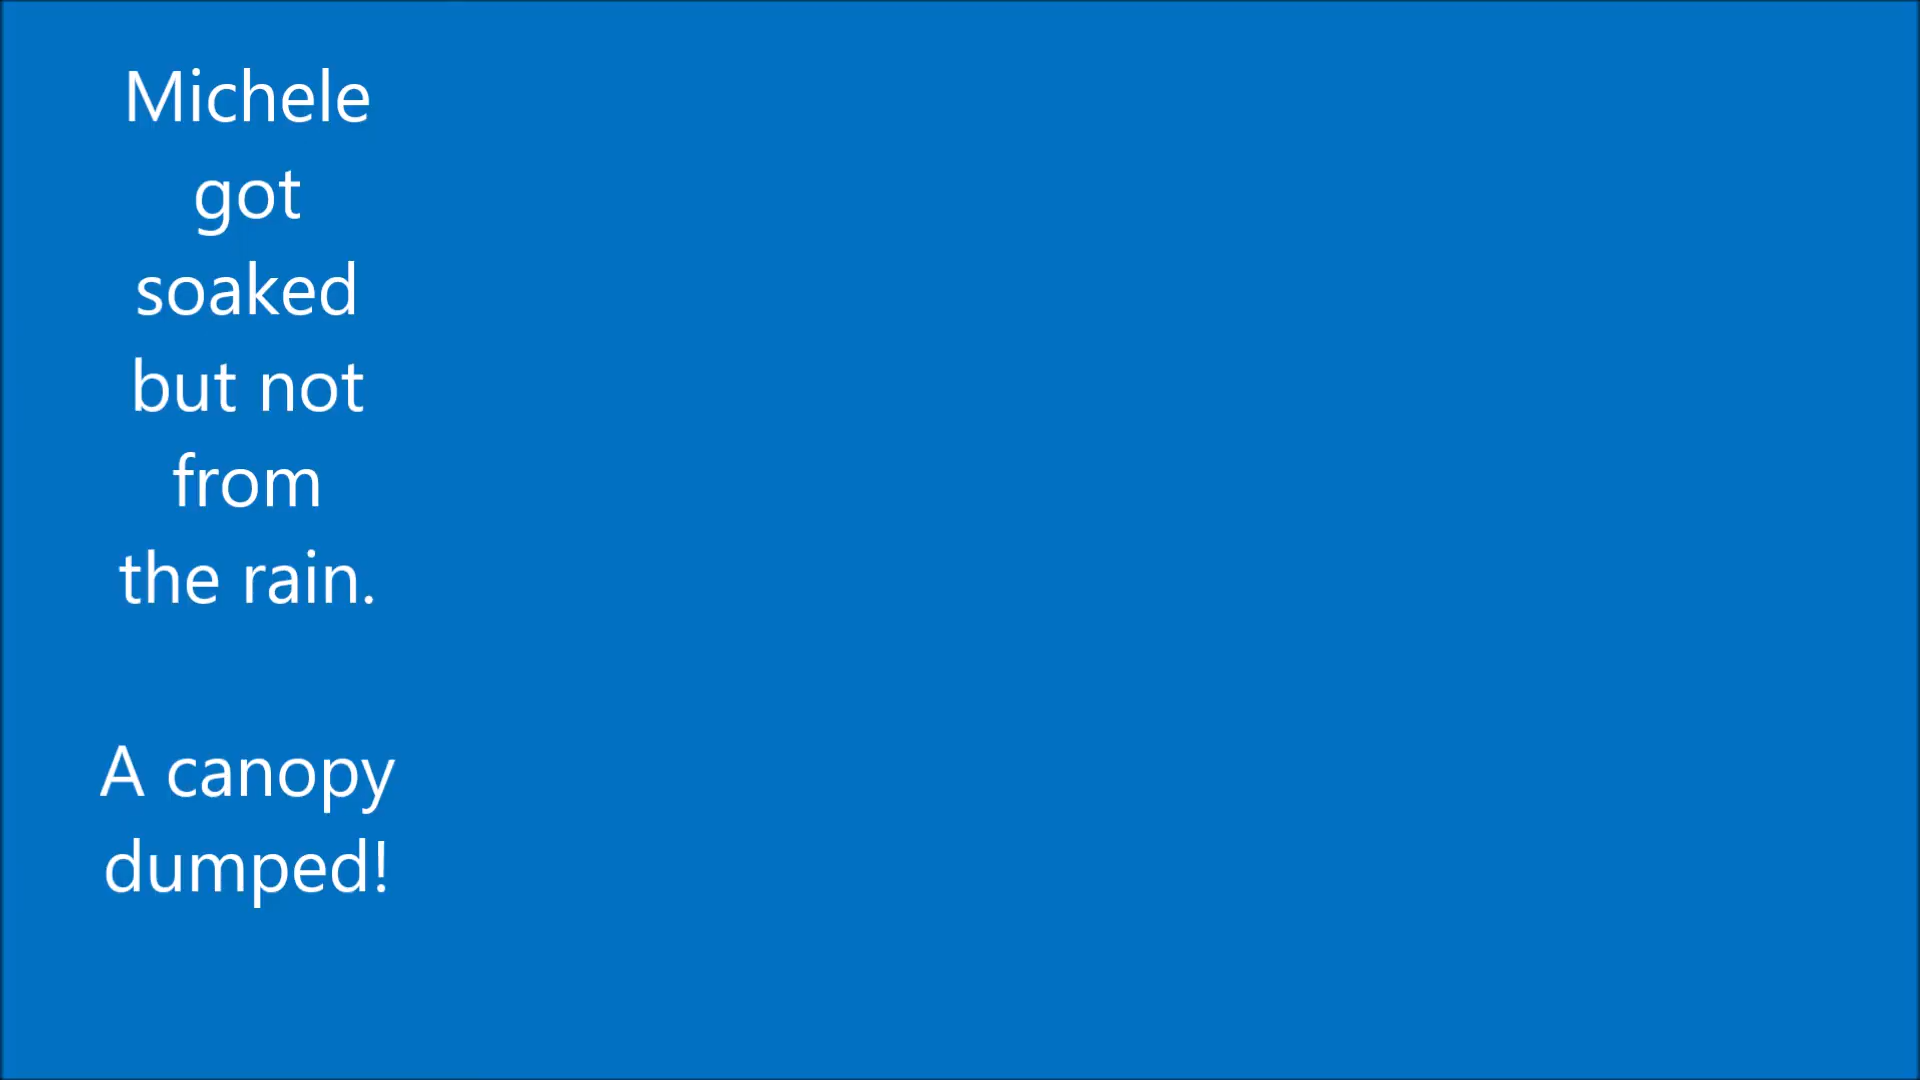 Michele
got
soaked
but not
from
the rain.
A canopy
dumped!